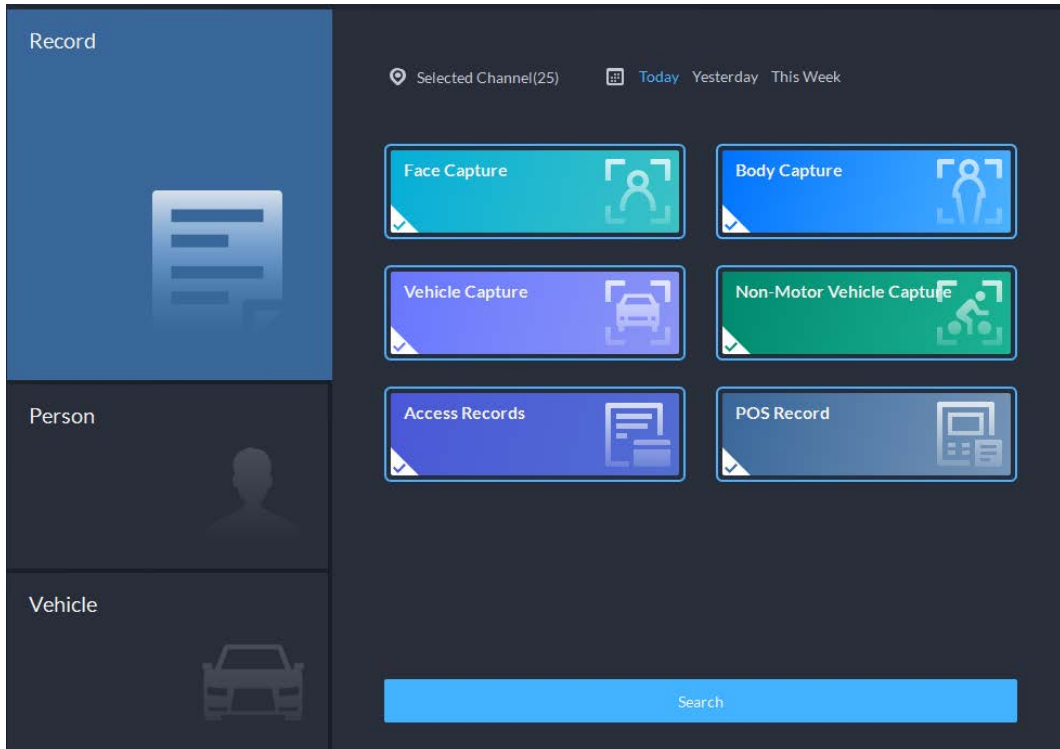 Record
Selected Channel(25) Today Yesterday This Week
Face Capture
Body Capture
Vehicle Capture
Non-Motor Vehicle Capture
Access Records
POS Record
Person
Vehicle
Search